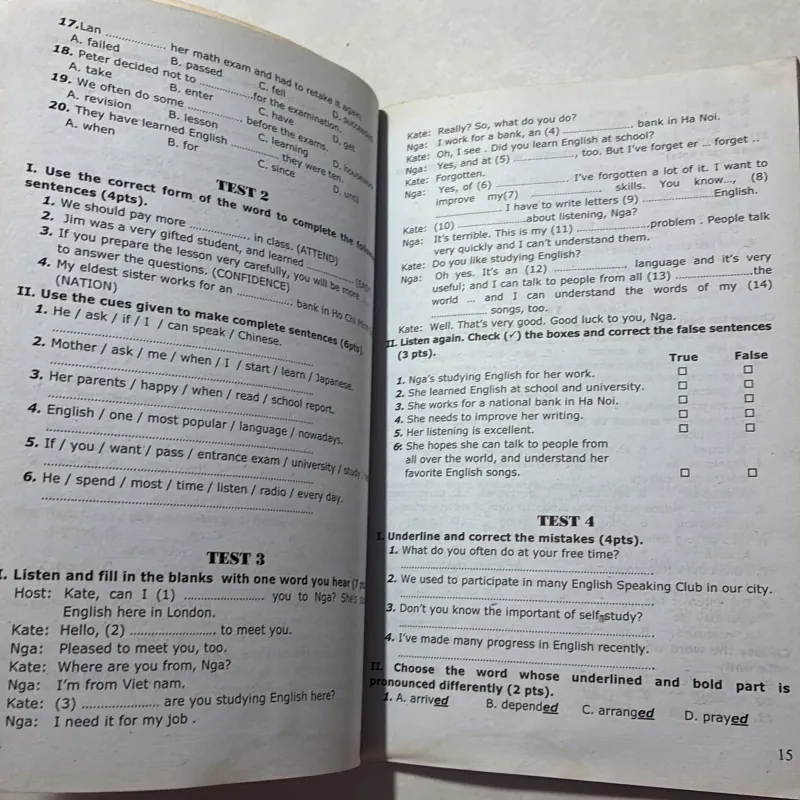 17. Lan .................... her math exam and had to retake it again.
A. failed B. passed C. fell D. succeeded
18. Peter decided not to .................... for the examination.
A. take B. enter C. have D. get
19. We often do some .................... before the exams.
A. revision B. lesson C. learning D. housework
20. They have learned English .................... they were ten.
A. when B. for C. since D. until
TEST 2
I. Use the correct form of the word to complete the
sentences (4pts).
1. We should pay more .................... in class. (ATTEND)
2. Jim was a very gifted student, and learned ....................
3. If you prepare the lesson very carefully, you will be more ...
to answer the questions. (CONFIDENCE)
4. My eldest sister works for an .................... bank in Ho Chi
(NATION)
II. Use the cues given to make complete sentences (6pts).
1. He / ask / if / I / can speak / Chinese.
2. Mother / ask / me / when / I / start / learn / Japanese.
3. Her parents / happy / when / read / school report.
4. English / one / most popular / language / nowadays.
5. If / you / want / pass / entrance exam / university / study
6. He / spend / most / time / listen / radio / every day.
TEST 3
I. Listen and fill in the blanks with one word you hear
Host: Kate, can I (1) .................... you to Nga? She's
English here in London.
Kate: Hello, (2) .................... to meet you.
Nga: Pleased to meet you, too.
Kate: Where are you from, Nga?
Nga: I'm from Viet nam.
Kate: (3) .................... are you studying English here?
Nga: I need it for my job .
Kate: Really? So, what do you do?
Nga: I work for a bank, an (4) .................... bank in Ha Noi.
Kate: Oh, I see . Did you learn English at school?
Nga: Yes, and at (5) ...................., too. But I've forget er ... forget ..
Kate: Forgotten.
Nga: Yes, of (6) .................... I've forgotten a lot of it. I want to
improve my(7) .................... skills. You know..., (8)
.................... I have to write letters (9) ....................English.
Kate: (10) ....................about listening, Nga?
Nga: It's terrible. This is my (11) ....................problem . People talk
very quickly and I can't understand them.
Kate: Do you like studying English?
Nga: Oh yes. It's an (12) .................... language and it's very
useful; and I can talk to people from all (13) ....................the
world ... and I can understand the words of my (14)
.................... songs, too.
Kate: Well. That's very good. Good luck to you, Nga.
II. Listen again. Check (✓) the boxes and correct the false sentences
(3 pts).
True False
1. Nga's studying English for her work. □ □
2. She learned English at school and university. □ □
3. She works for a national bank in Ha Noi. □ □
4. She needs to improve her writing. □ □
5. Her listening is excellent. □ □
6. She hopes she can talk to people from
all over the world, and understand her
favorite English songs. □ □
TEST 4
I. Underline and correct the mistakes (4pts).
1. What do you often do at your free time?
2. We used to participate in many English Speaking Club in our city.
3. Don't you know the important of self-study?
4. I've made many progress in English recently.
II. Choose the word whose underlined and bold part is
pronounced differently (2 pts).
1. A. arrived B. depended C. arranged D. prayed
15